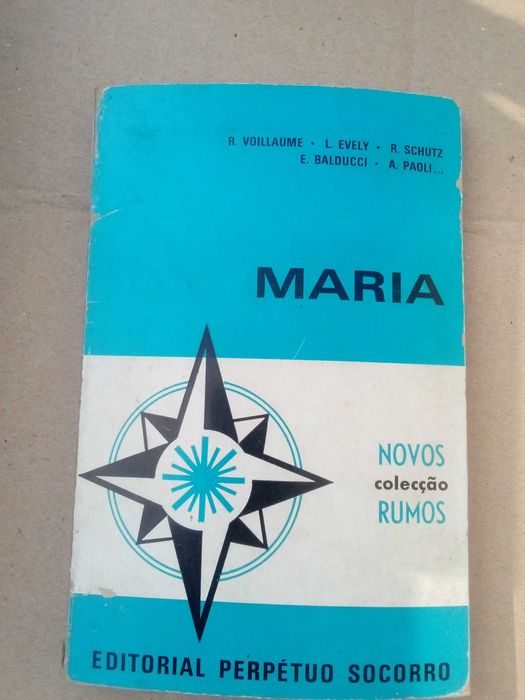 R. VOILLAUME • L. EVELY • R. SCHUTZ
E. BALDUCCI • A. PAOLI...
MARIA
NOVOS
colecção
RUMOS
EDITORIAL PERPÉTUO SOCORRO